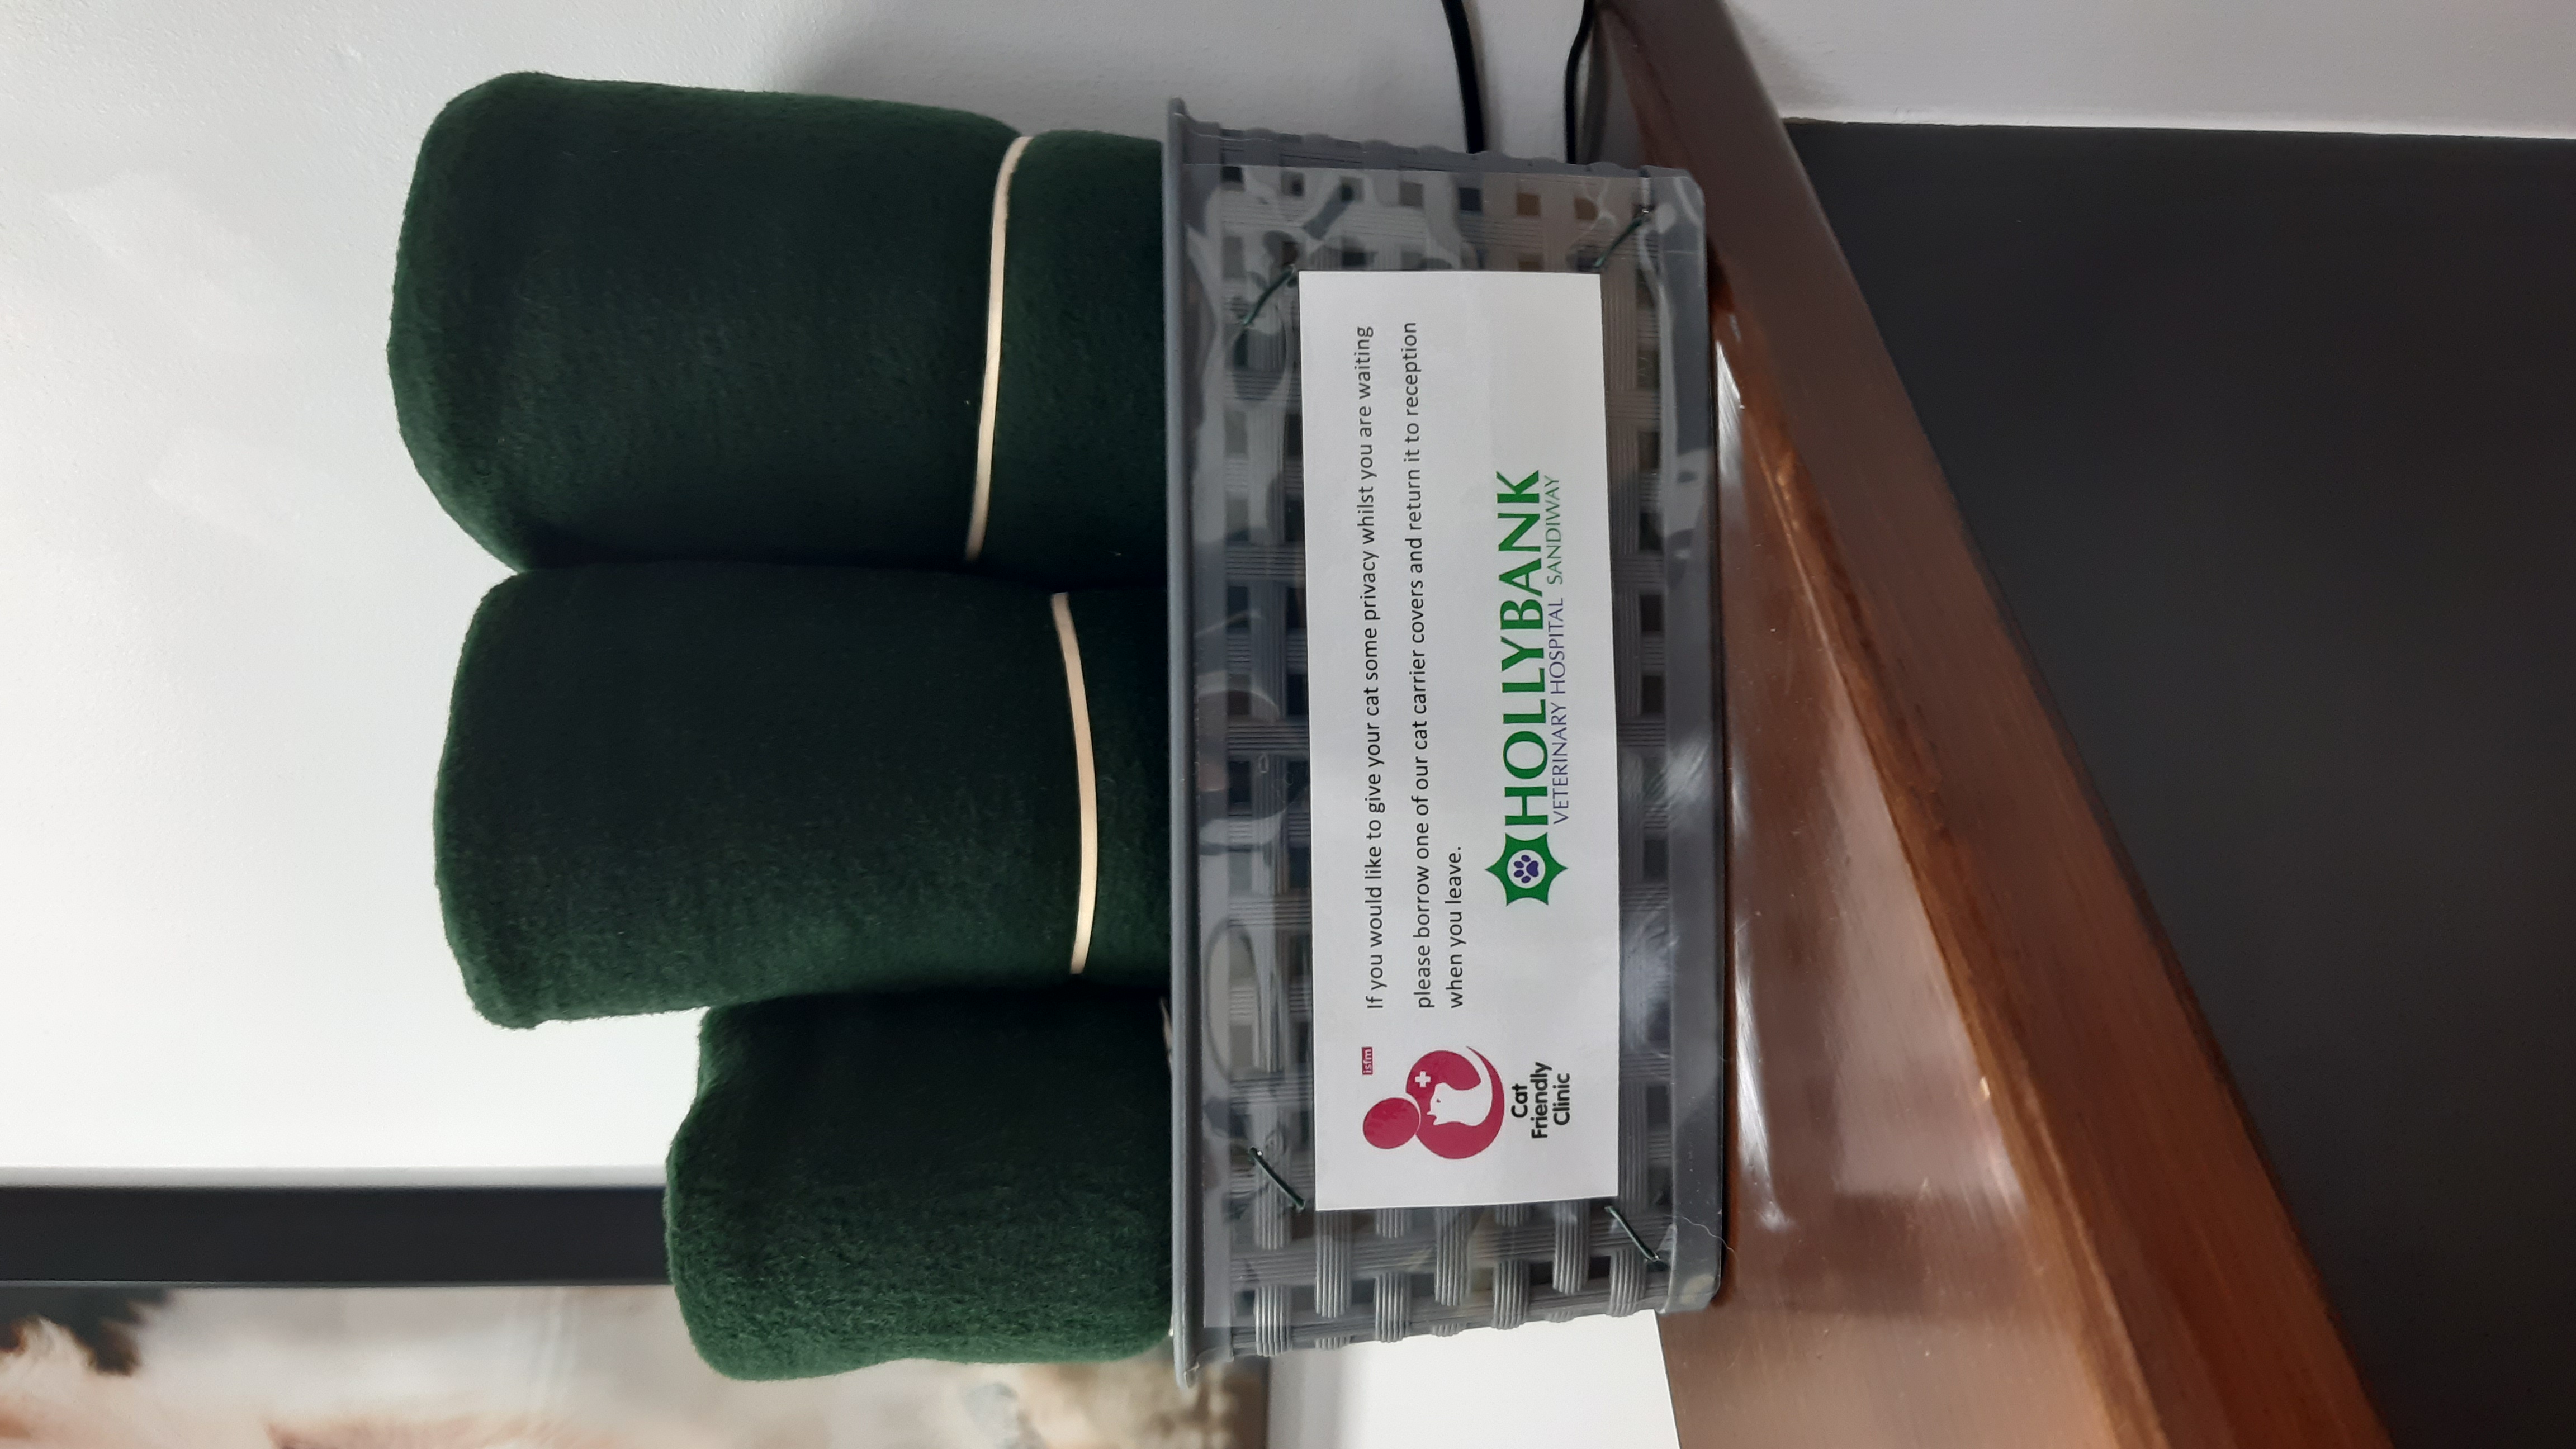 isfm
Cat
Friendly
Clinic
If you would like to give your cat some privacy whilst you are waiting
please borrow one of our cat carrier covers and return it to reception
when you leave.
HOLLYBANK
VETERINARY HOSPITAL SANDIWAY